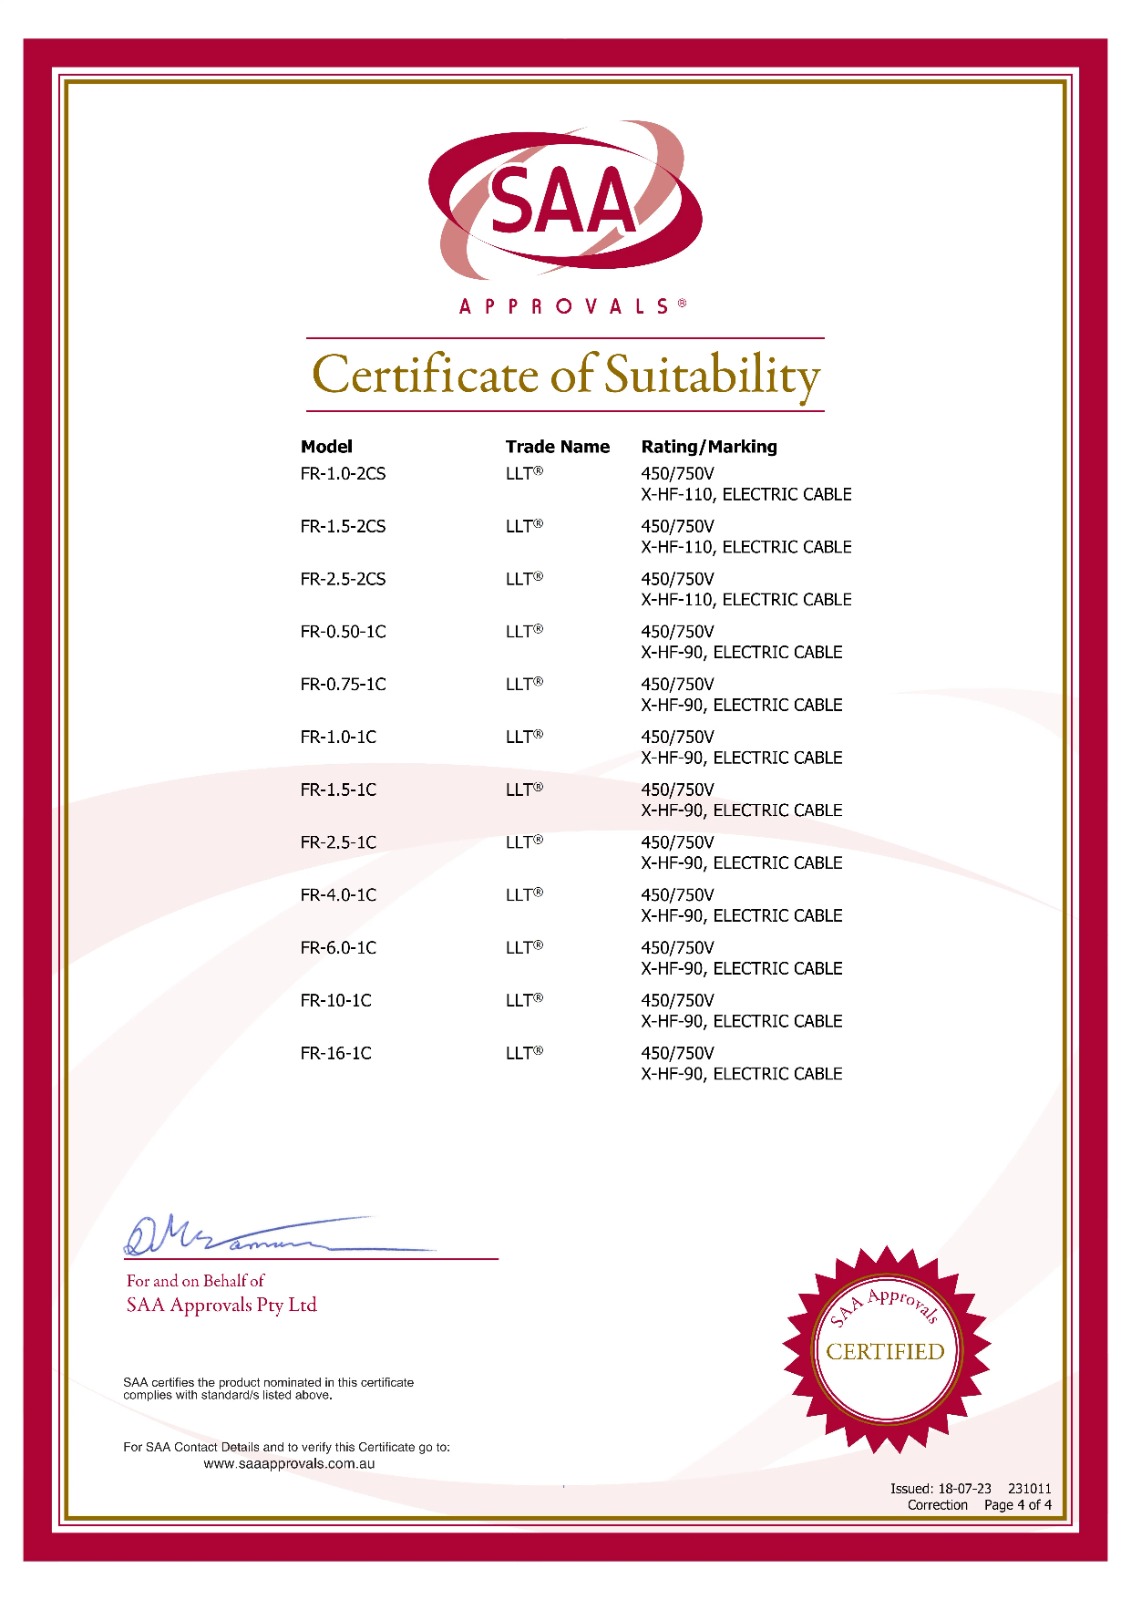 SAA
APPROVALS®
Certificate of Suitability
Model Trade Name Rating/Marking
FR-1.0-2CS LLT® 450/750V
X-HF-110, ELECTRIC CABLE
FR-1.5-2CS LLT® 450/750V
X-HF-110, ELECTRIC CABLE
FR-2.5-2CS LLT® 450/750V
X-HF-110, ELECTRIC CABLE
FR-0.50-1C LLT® 450/750V
X-HF-90, ELECTRIC CABLE
FR-0.75-1C LLT® 450/750V
X-HF-90, ELECTRIC CABLE
FR-1.0-1C LLT® 450/750V
X-HF-90, ELECTRIC CABLE
FR-1.5-1C LLT® 450/750V
X-HF-90, ELECTRIC CABLE
FR-2.5-1C LLT® 450/750V
X-HF-90, ELECTRIC CABLE
FR-4.0-1C LLT® 450/750V
X-HF-90, ELECTRIC CABLE
FR-6.0-1C LLT® 450/750V
X-HF-90, ELECTRIC CABLE
FR-10-1C LLT® 450/750V
X-HF-90, ELECTRIC CABLE
FR-16-1C LLT® 450/750V
X-HF-90, ELECTRIC CABLE
For and on Behalf of
SAA Approvals Pty Ltd
SAA Approvals
CERTIFIED
SAA certifies the product nominated in this certificate
complies with standard/s listed above.
For SAA Contact Details and to verify this Certificate go to:
www.saaapprovals.com.au
Issued: 18-07-23 231011
Correction Page 4 of 4